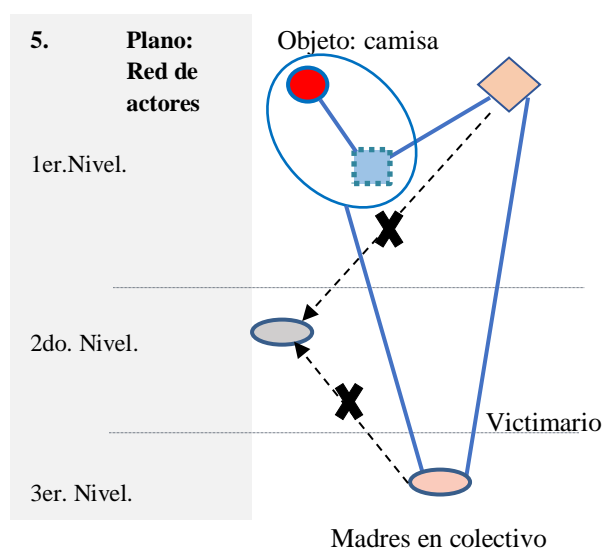 5. Plano:
Red de
actores
Objeto: camisa
1er.Nivel.
2do. Nivel.
Victimario
3er. Nivel.
Madres en colectivo